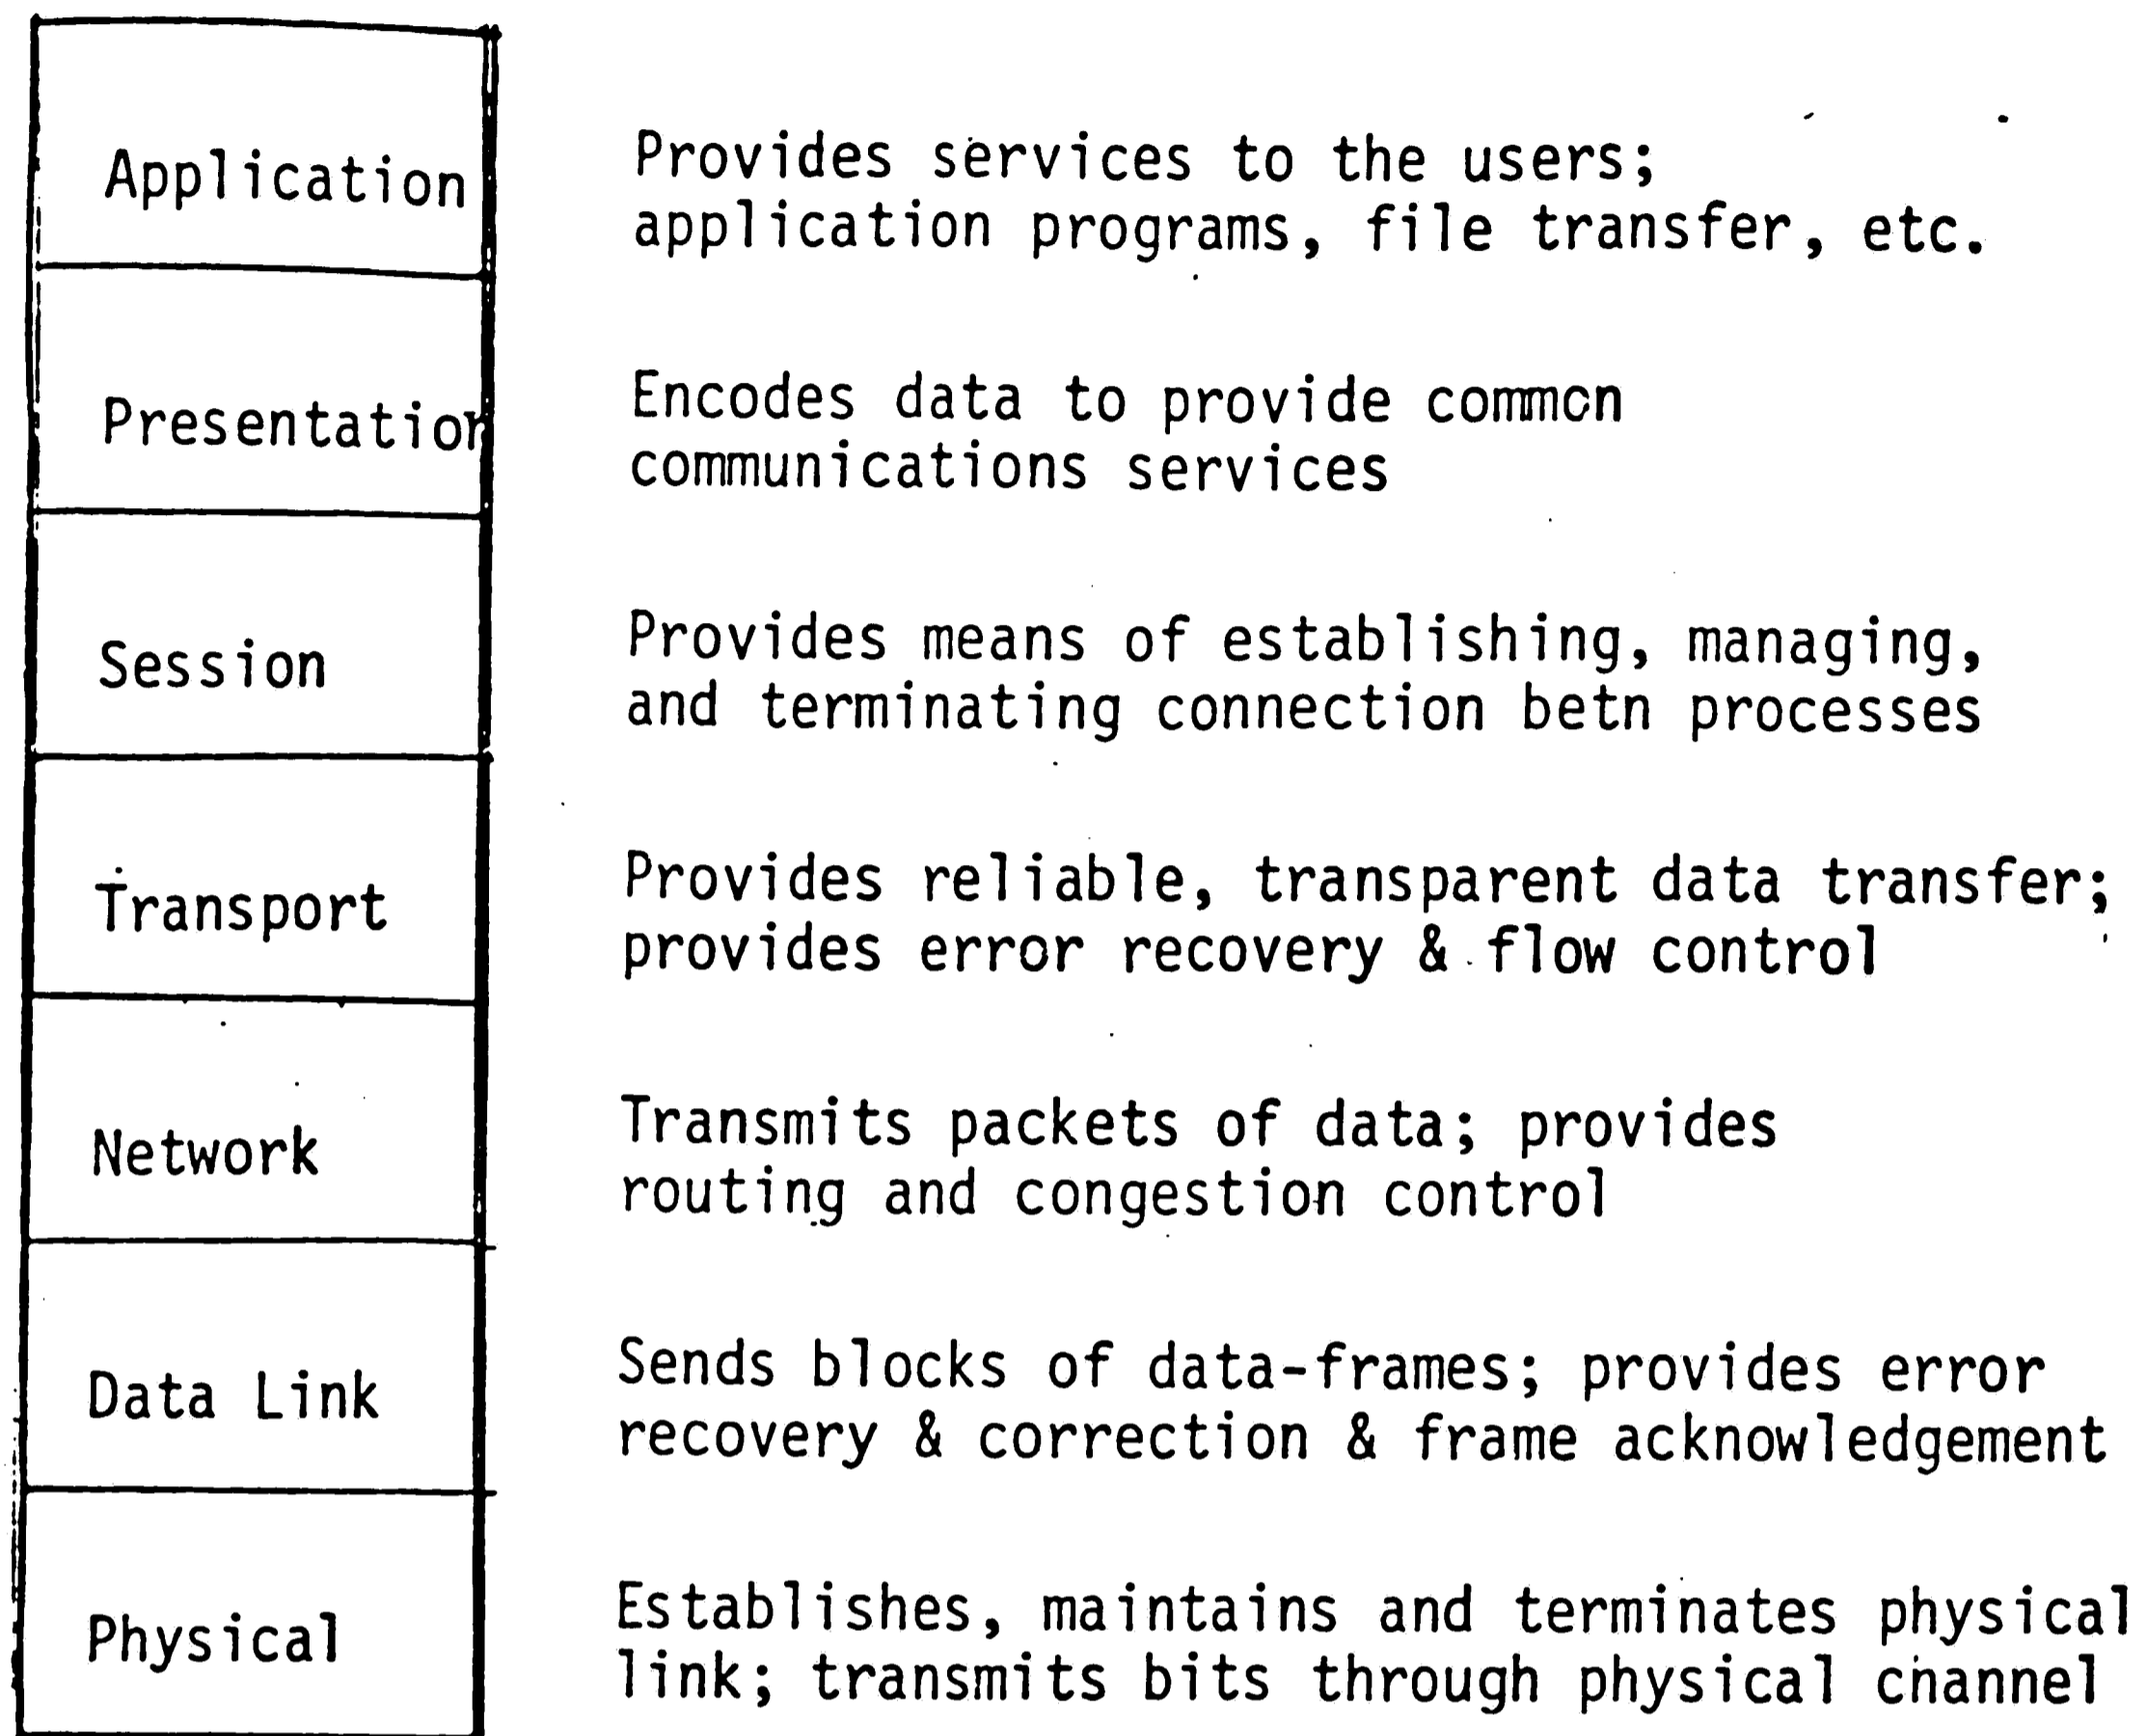 Application
Provides services to the users;
application programs, file transfer, etc.
Presentation
Encodes data to provide common
communications services
Session
Provides means of establishing, managing,
and terminating connection betn processes
Transport
Provides reliable, transparent data transfer;
provides error recovery & flow control
Network
Transmits packets of data; provides
routing and congestion control
Data Link
Sends blocks of data-frames; provides error
recovery & correction & frame acknowledgement
Physical
Establishes, maintains and terminates physical
link; transmits bits through physical channel